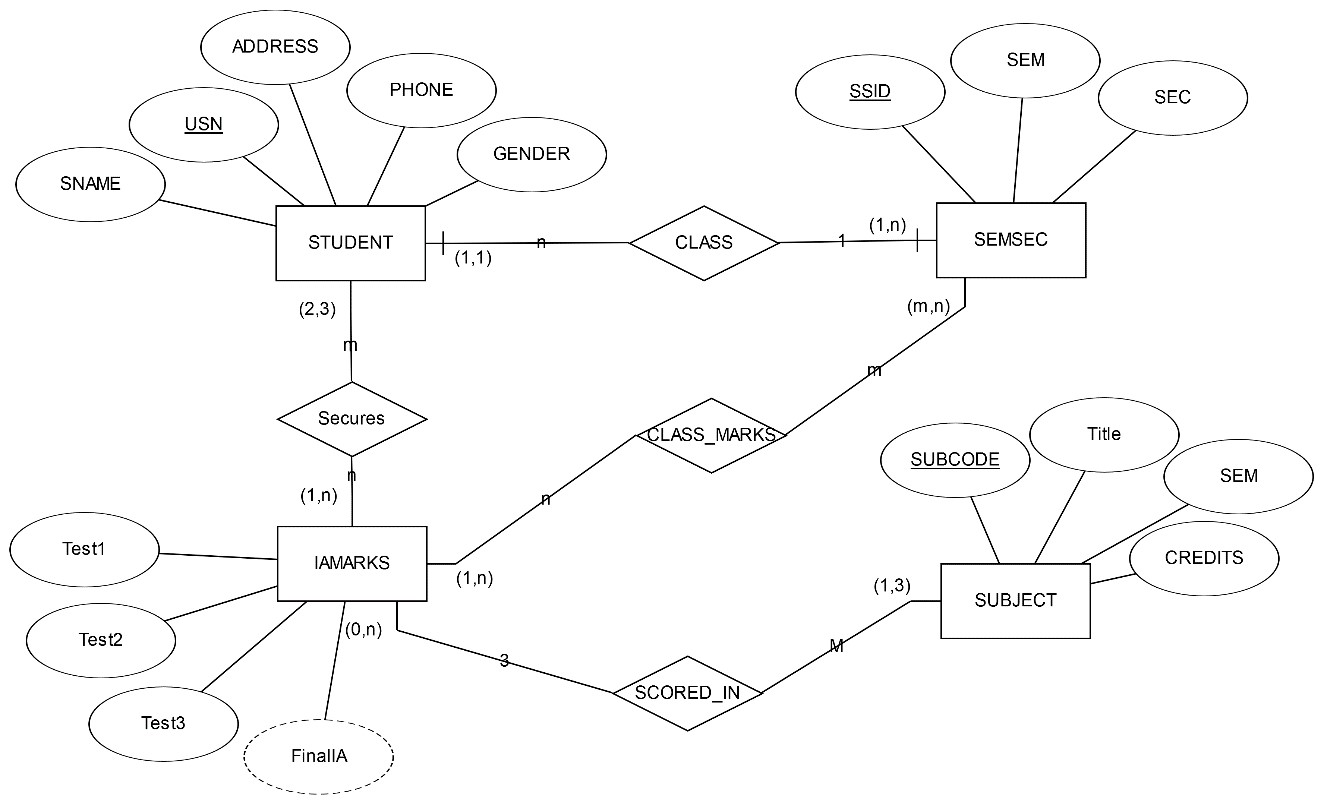 ADDRESS
PHONE
USN
GENDER
SNAME
STUDENT
SEM
SSID
SEC
(1,1)
n
CLASS
1
(1,n)
SEMSEC
(2,3)
m
Secures
n
(1,n)
(m,n)
m
CLASS_MARKS
n
(1,n)
Test1
IAMARKS
Test2
Test3
FinalIA
(0,n)
3
SCORED_IN
M
(1,3)
SUBJECT
SUBCODE
Title
SEM
CREDITS